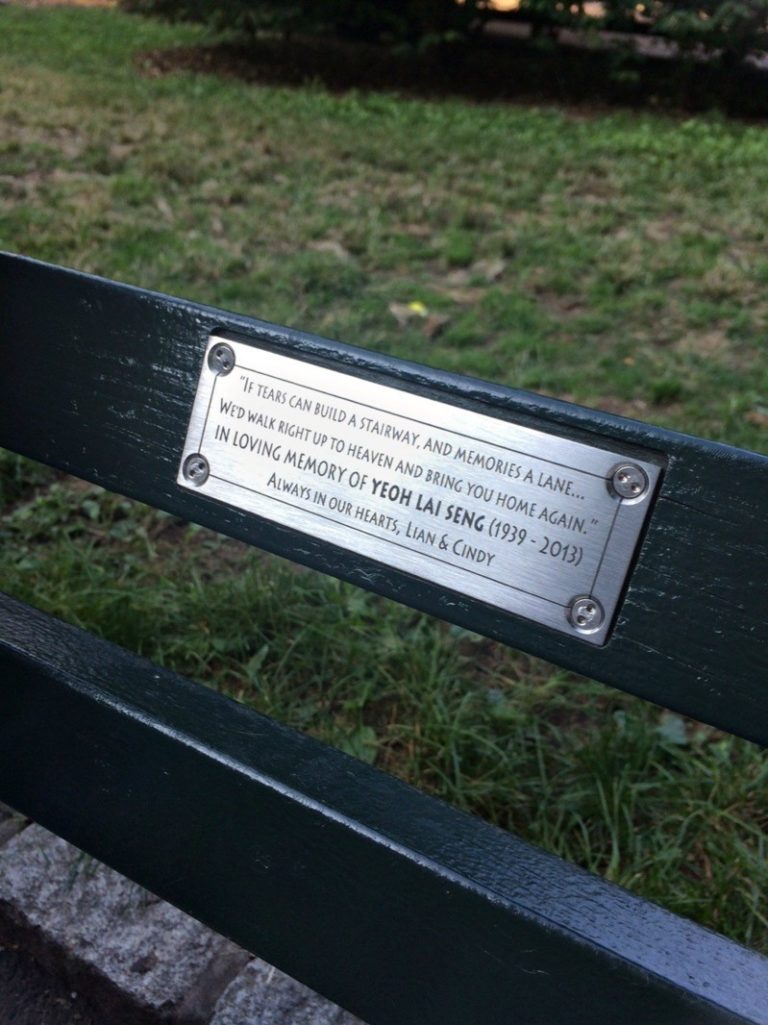 "If tears can build a stairway, and memories a lane...
We'd walk right up to heaven and bring you home again."
IN LOVING MEMORY OF YEOH LAI SENG (1939 - 2013)
Always in our hearts, Lian & Cindy